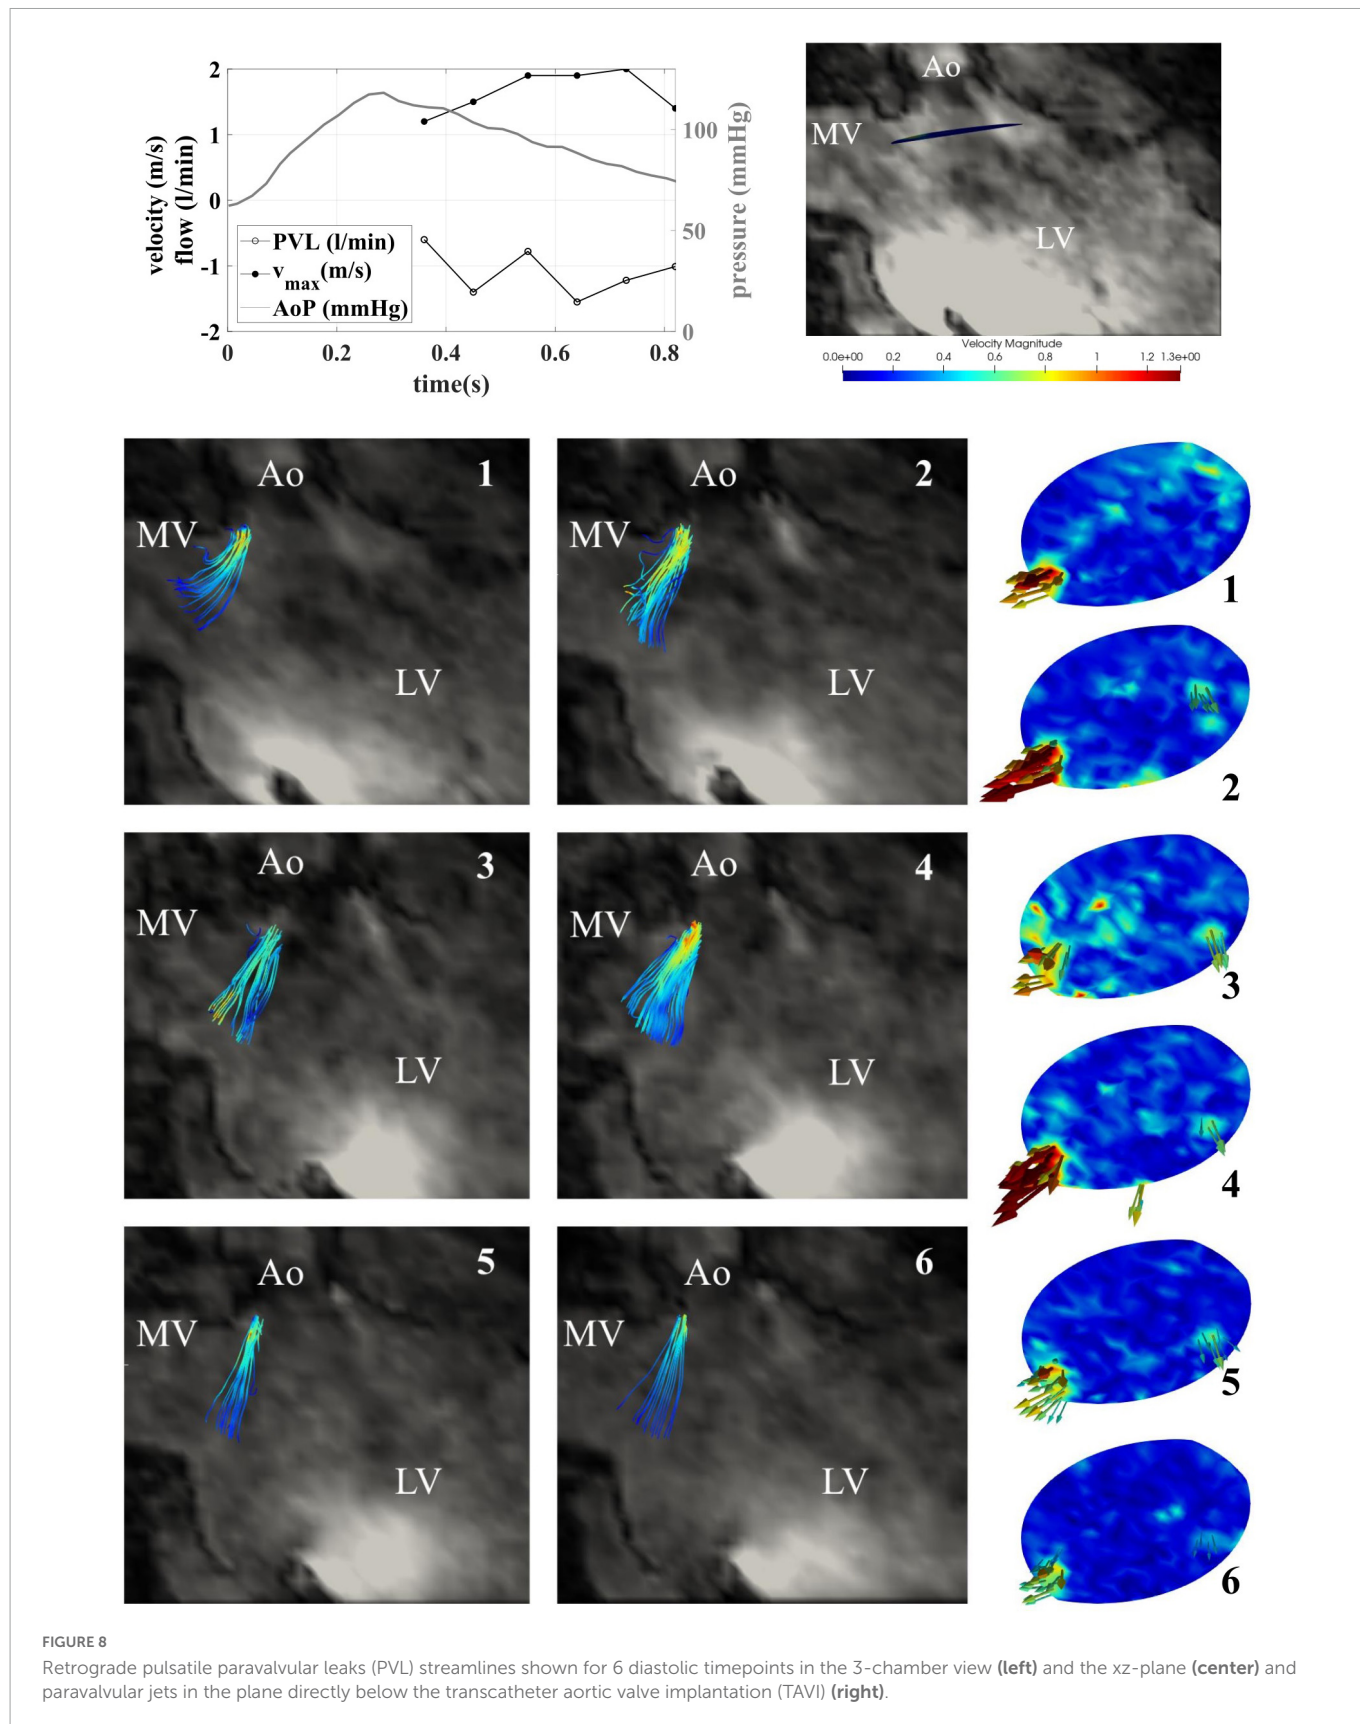 2
1
0
-1
-2
velocity (m/s)
flow (l/min)
PVL (l/min)
v_max(m/s)
AoP (mmHg)
0
0.2
0.4
0.6
0.8
time(s)
100
50
0
pressure (mmHg)
Ao
MV
LV
Velocity Magnitude
0.0e+00 0.2 0.4 0.6 0.8 1 1.2 1.3e+00
Ao 1
MV
LV
Ao 2
MV
LV
1
2
Ao 3
MV
LV
Ao 4
MV
LV
3
4
Ao 5
MV
LV
Ao 6
MV
LV
5
6
FIGURE 8
Retrograde pulsatile paravalvular leaks (PVL) streamlines shown for 6 diastolic timepoints in the 3-chamber view (left) and the xz-plane (center) and
paravalvular jets in the plane directly below the transcatheter aortic valve implantation (TAVI) (right).